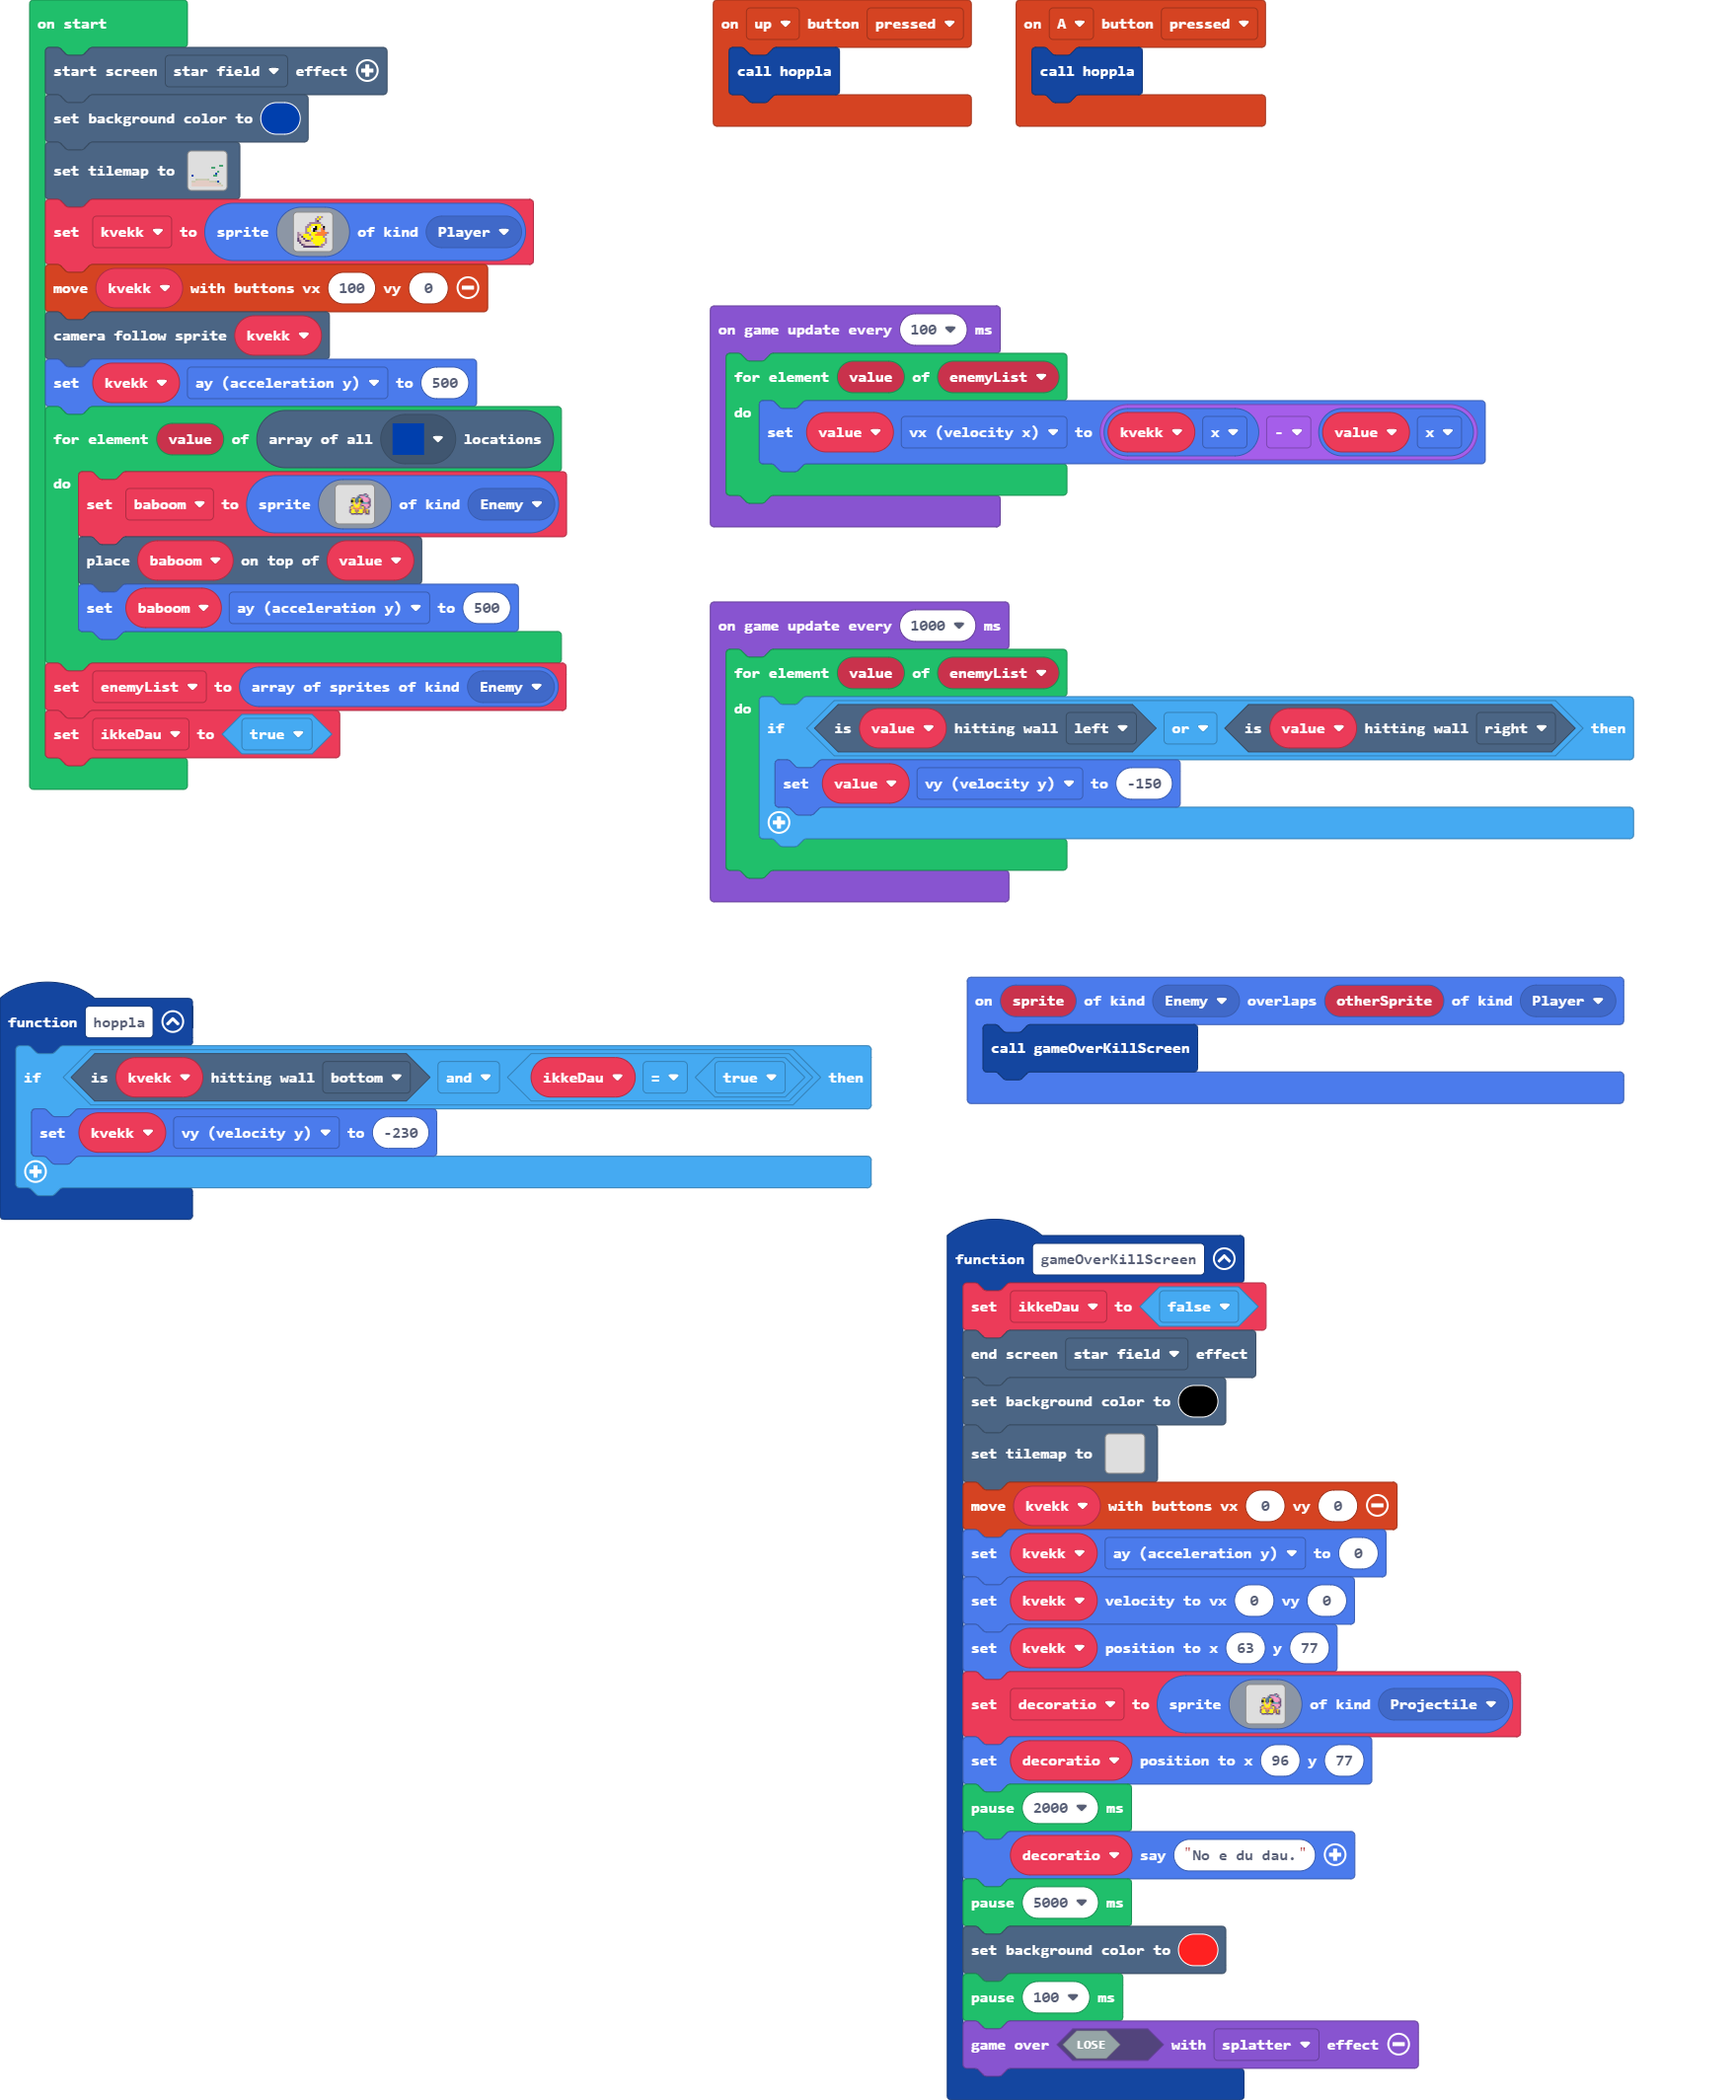 on start
start screen star field effect
set background color to
set tilemap to
set kvekk to sprite of kind Player
move kvekk with buttons vx 100 vy 0
camera follow sprite kvekk
set kvekk ay (acceleration y) to 500
for element value of array of all locations
do
set baboom to sprite of kind Enemy
place baboom on top of value
set baboom ay (acceleration y) to 500
set enemyList to array of sprites of kind Enemy
set ikkeDau to true
on up button pressed
call hoppla
on A button pressed
call hoppla
on game update every 100 ms
for element value of enemyList
do
set value vx (velocity x) to kvekk x - value x
on game update every 1000 ms
for element value of enemyList
do
if is value hitting wall left or is value hitting wall right then
set value vy (velocity y) to -150
function hoppla
if is kvekk hitting wall bottom and ikkeDau = true then
set kvekk vy (velocity y) to -230
on sprite of kind Enemy overlaps otherSprite of kind Player
call gameOverKillScreen
function gameOverKillScreen
set ikkeDau to false
end screen star field effect
set background color to
set tilemap to
move kvekk with buttons vx 0 vy 0
set kvekk ay (acceleration y) to 0
set kvekk velocity to vx 0 vy 0
set kvekk position to x 63 y 77
set decoratio to sprite of kind Projectile
set decoratio position to x 96 y 77
pause 2000 ms
decoratio say "No e du dau."
pause 5000 ms
set background color to
pause 100 ms
game over LOSE with splatter effect